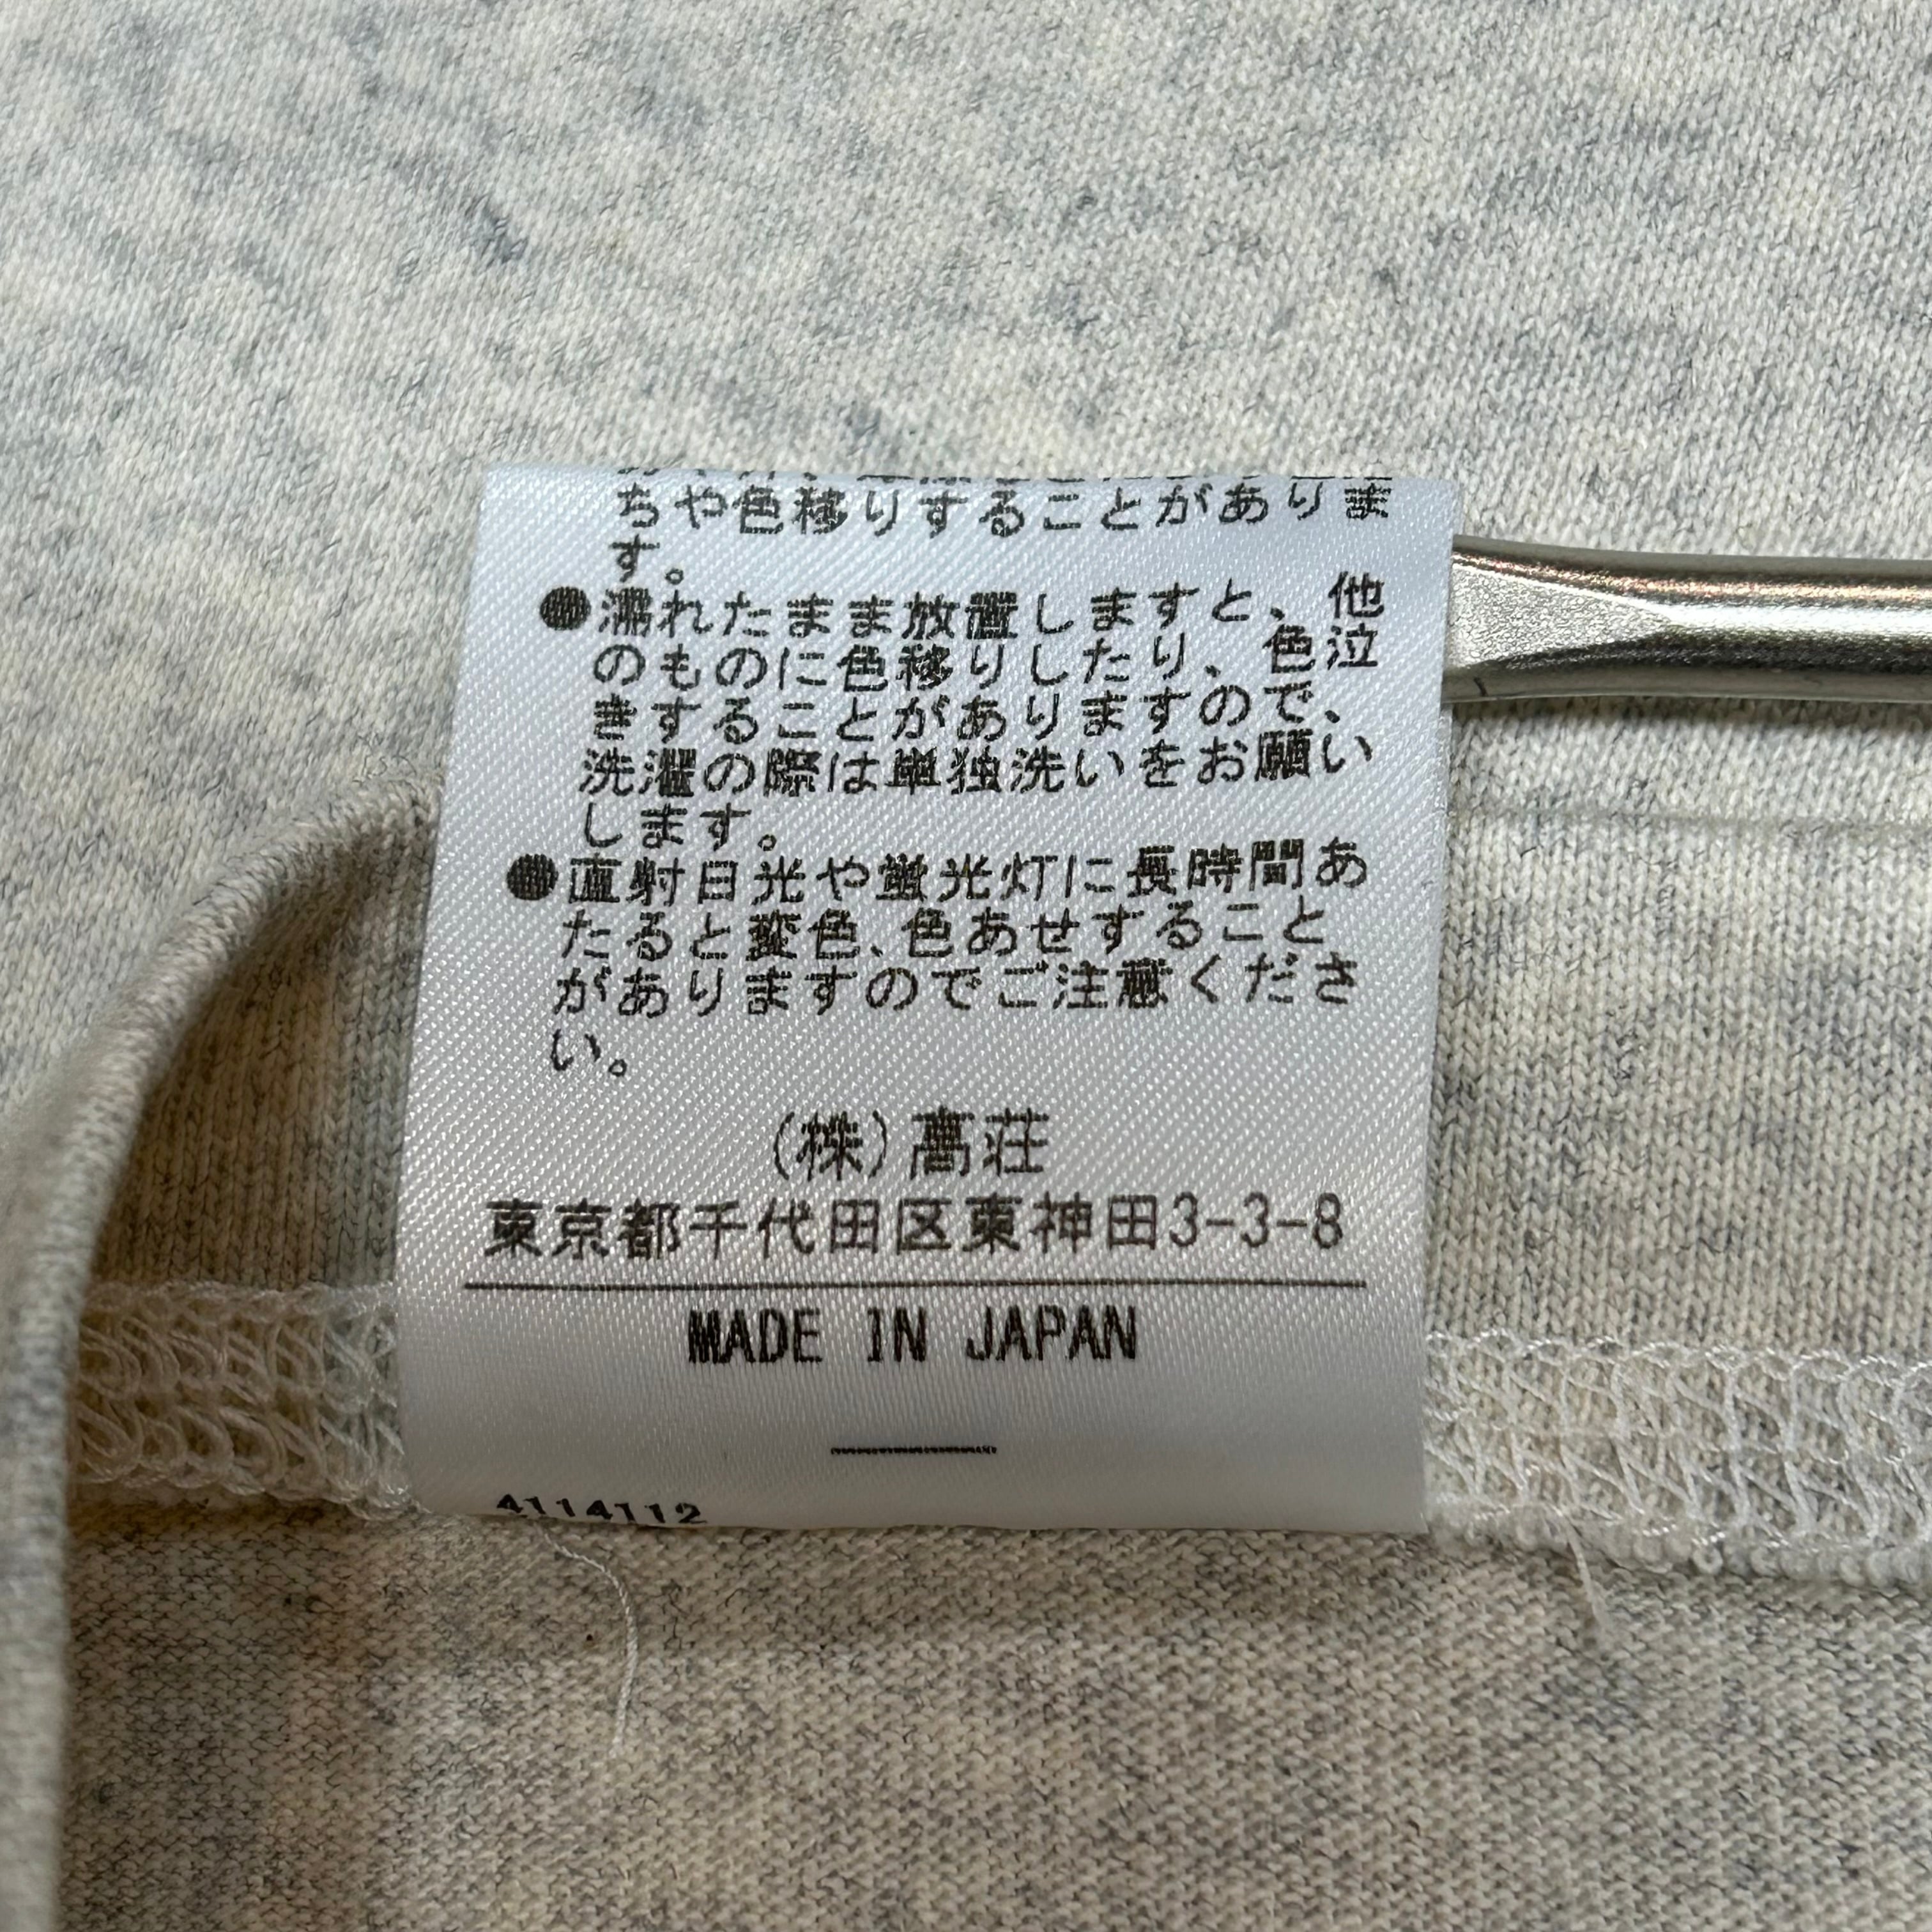 ちや色移りすることがありま
す。
●濡れたまま放置しますと、他
のものに色移りしたり、色泣
きすることがありますので、
洗濯の際は単独洗いをお願い
します。
●直射日光や蛍光灯に長時間あ
たると変色、色あせすること
がありますのでご注意くださ
い。
(株)髙荘
東京都千代田区東神田3-3-8
MADE IN JAPAN
4114112